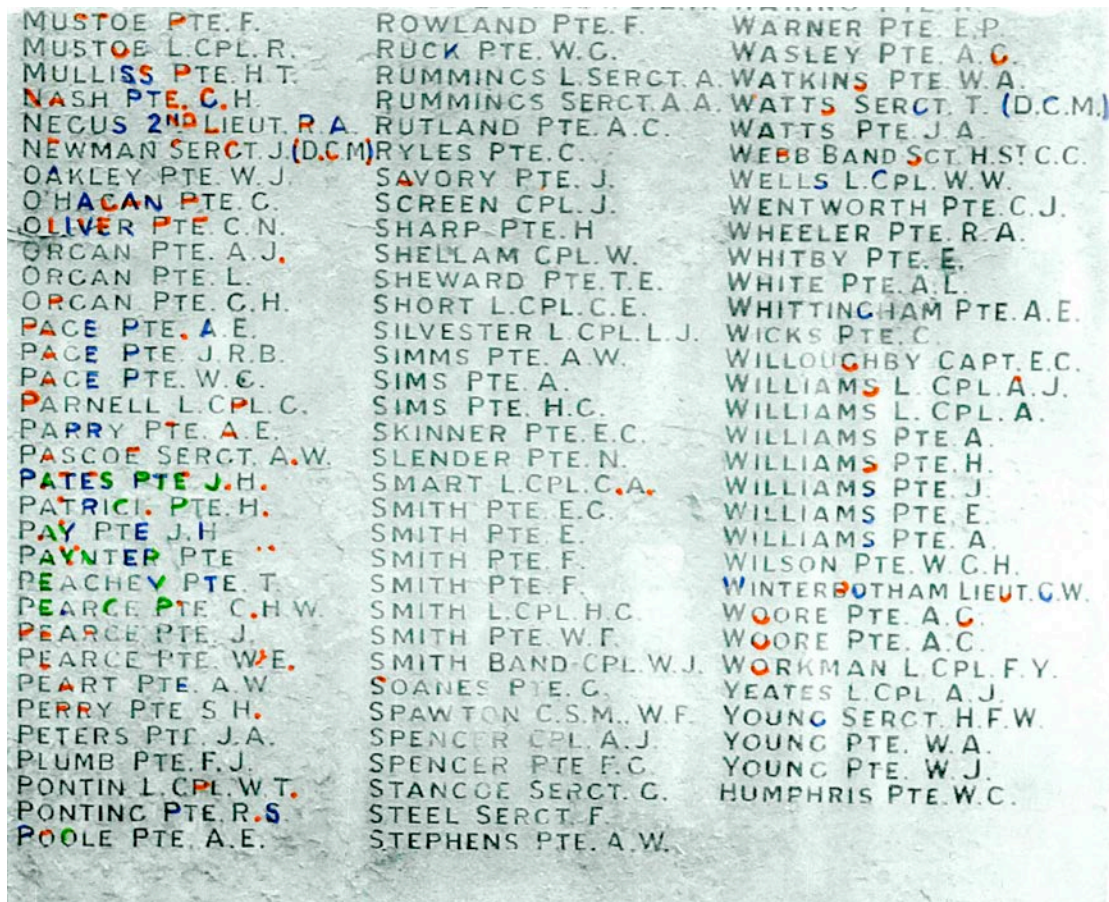 MUSTOE PTE. F.
MUSTOE L.CPL. R.
MULLISS PTE. H.T.
NASH PTE. C.H.
NEGUS 2ND LIEUT. R.A.
NEWMAN SERGT. J. (D.C.M)
OAKLEY PTE. W.J.
O'HAGAN PTE. C.
OLIVER PTE. C.N.
ORGAN PTE. A.J.
ORGAN PTE. L.
ORGAN PTE. C.H.
PACE PTE. A.E.
PACE PTE. J.R.B.
PACE PTE. W.C.
PARNELL L.CPL. C.
PARRY PTE. A.E.
PASCOE SERGT. A.W.
PATES PTE J.H.
PATRICI. PTE. H.
PAY PTE J.H
PAYNTER PTE
PEACHEY PTE. T.
PEARCE PTE C.H.W.
PEARCE PTE. J.
PEARCE PTE. W.E.
PEART PTE. A.W.
PERRY PTE S.H.
PETERS PTE J.A.
PLUMB PTE. F.J.
PONTIN L.CPL. W.T.
PONTING PTE. R.S
POOLE PTE. A.E.
ROWLAND PTE. F.
RUCK PTE. W.C.
RUMMINGS L.SERGT. A.
RUMMINGS SERGT. A.A.
RUTLAND PTE. A.C.
RYLES PTE. C.
SAVORY PTE. J.
SCREEN CPL. J.
SHARP PTE. H
SHELLAM CPL. W.
SHEWARD PTE. T.E.
SHORT L.CPL. C.E.
SILVESTER L.CPL. L.J.
SIMMS PTE. A.W.
SIMS PTE. A.
SIMS PTE. H.C.
SKINNER PTE. E.C.
SLENDER PTE. N.
SMART L.CPL. C.A.
SMITH PTE. E.C.
SMITH PTE. E.
SMITH PTE. F.
SMITH PTE. F.
SMITH L.CPL. H.C.
SMITH PTE. W.F.
SMITH BAND CPL. W.J.
SOANES PTE. C.
SPAWTON C.S.M. W.F.
SPENCER CPL. A.J.
SPENCER PTE F.C.
STANCOE SERGT. G.
STEEL SERGT. F.
STEPHENS PTE. A.W.
WARNER PTE. E.P.
WASLEY PTE. A.G.
WATKINS PTE. W.A.
WATTS SERGT. T. (D.C.M.)
WATTS PTE. J.A.
WEBB BAND SGT. H.ST C.C.
WELLS L.CPL. W.W.
WENTWORTH PTE. C.J.
WHEELER PTE. R.A.
WHITBY PTE. E.
WHITE PTE. A.L.
WHITTINGHAM PTE. A.E.
WICKS PTE. C.
WILLOUGHBY CAPT. E.C.
WILLIAMS L. CPL. A.J.
WILLIAMS L. CPL. A.
WILLIAMS PTE. A.
WILLIAMS PTE. H.
WILLIAMS PTE. J.
WILLIAMS PTE. E.
WILLIAMS PTE. A.
WILSON PTE. W.C.H.
WINTERBOTHAM LIEUT. C.W.
WOORE PTE. A.G.
WOORE PTE. A.C.
WORKMAN L.CPL. F.Y.
YEATES L.CPL A.J.
YOUNG SERGT. H.F.W.
YOUNG PTE. W.A.
YOUNG PTE. W.J.
HUMPHRIS PTE. W.C.